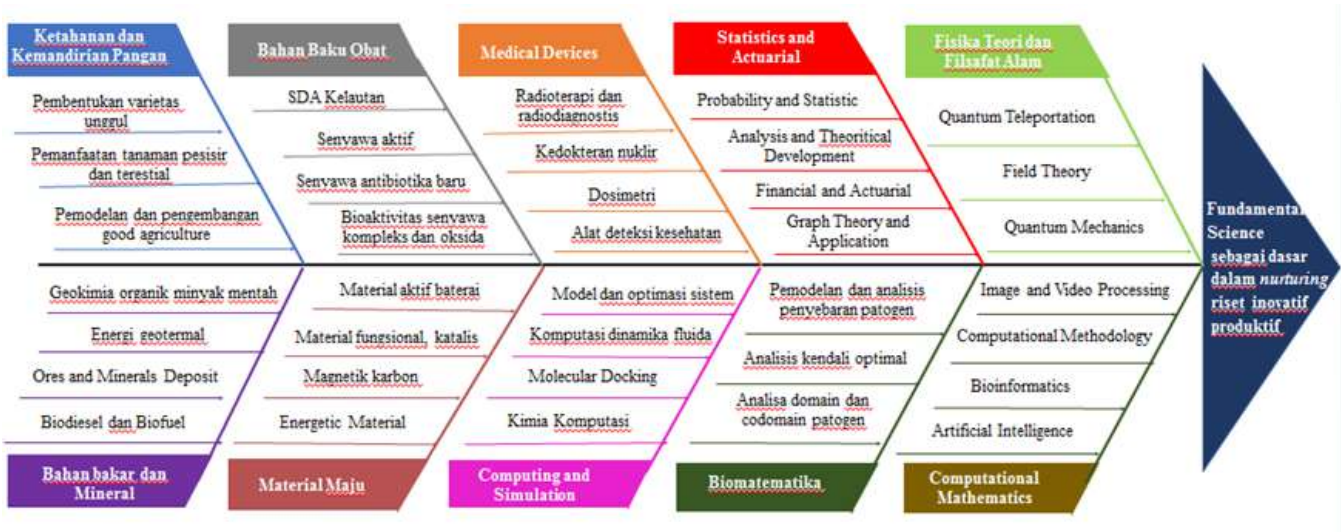 Ketahanan dan
Kemandirian Pangan
Pembentukan varietas
unggul
Pemanfaatan tanaman pesisir
dan terestial
Pemodelan dan pengembangan
good agriculture
Bahan Baku Obat
SDA Kelautan
Senyawa aktif
Senyawa antibiotika baru
Bioaktivitas senyawa
kompleks dan oksida
Medical Devices
Radioterapi dan
radiodiagnostis
Kedokteran nuklir
Dosimetri
Alat deteksi kesehatan
Statistics and
Actuarial
Probability and Statistic
Analysis and Theoritical
Development
Financial and Actuarial
Graph Theory and
Application
Fisika Teori dan
Filsafat Alam
Quantum Teleportation
Field Theory
Quantum Mechanics
Fundamental
Science
sebagai dasar
dalam nurturing
riset inovatif
produktif
Geokimia organik minyak mentah
Energi geotermal
Ores and Minerals Deposit
Biodiesel dan Biofuel
Bahan bakar dan
Mineral
Material aktif baterai
Material fungsional, katalis
Magnetik karbon
Energetic Material
Material Maju
Model dan optimasi sistem
Komputasi dinamika fluida
Molecular Docking
Kimia Komputasi
Computing and
Simulation
Pemodelan dan analisis
penyebaran patogen
Analisis kendali optimal
Analisa domain dan
codomain patogen
Biomatematika
Image and Video Processing
Computational Methodology
Bioinformatics
Artificial Intelligence
Computational
Mathematics